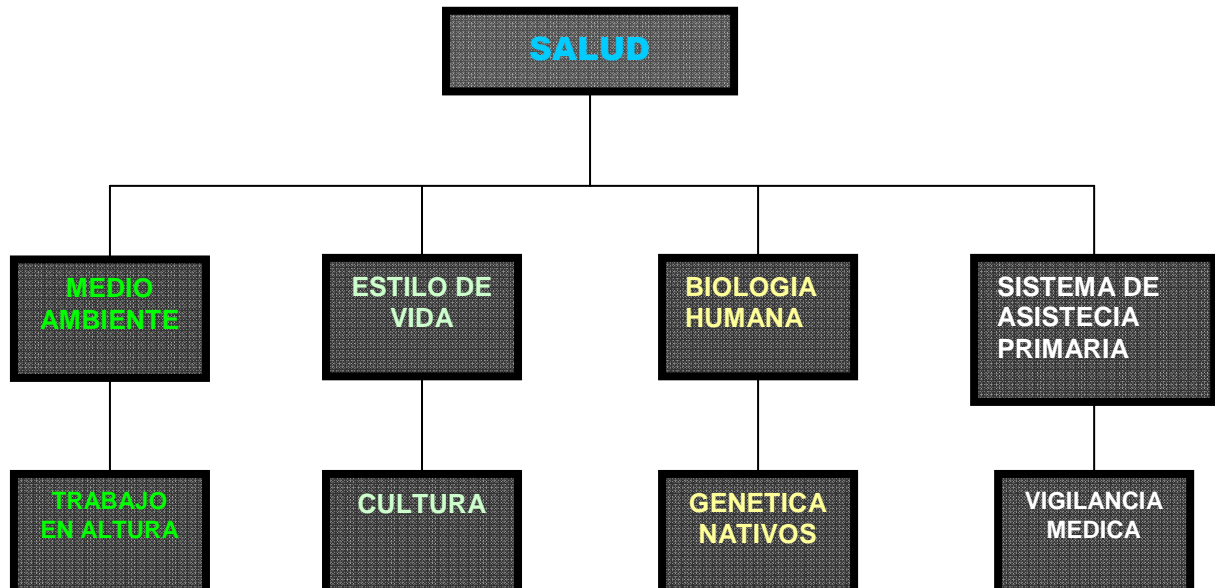 SALUD
MEDIO
AMBIENTE
ESTILO DE
VIDA
BIOLOGIA
HUMANA
SISTEMA DE
ASISTECIA
PRIMARIA
TRABAJO
EN ALTURA
CULTURA
GENETICA
NATIVOS
VIGILANCIA
MEDICA